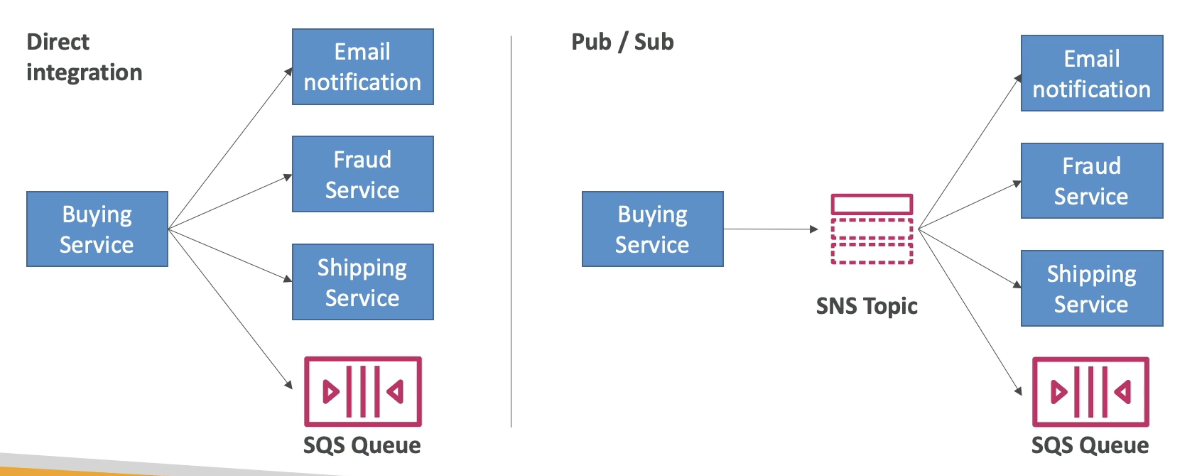 Direct
integration
Email
notification
Fraud
Service
Buying
Service
Shipping
Service
SQS Queue
Pub / Sub
Email
notification
Fraud
Service
Buying
Service
SNS Topic
Shipping
Service
SQS Queue